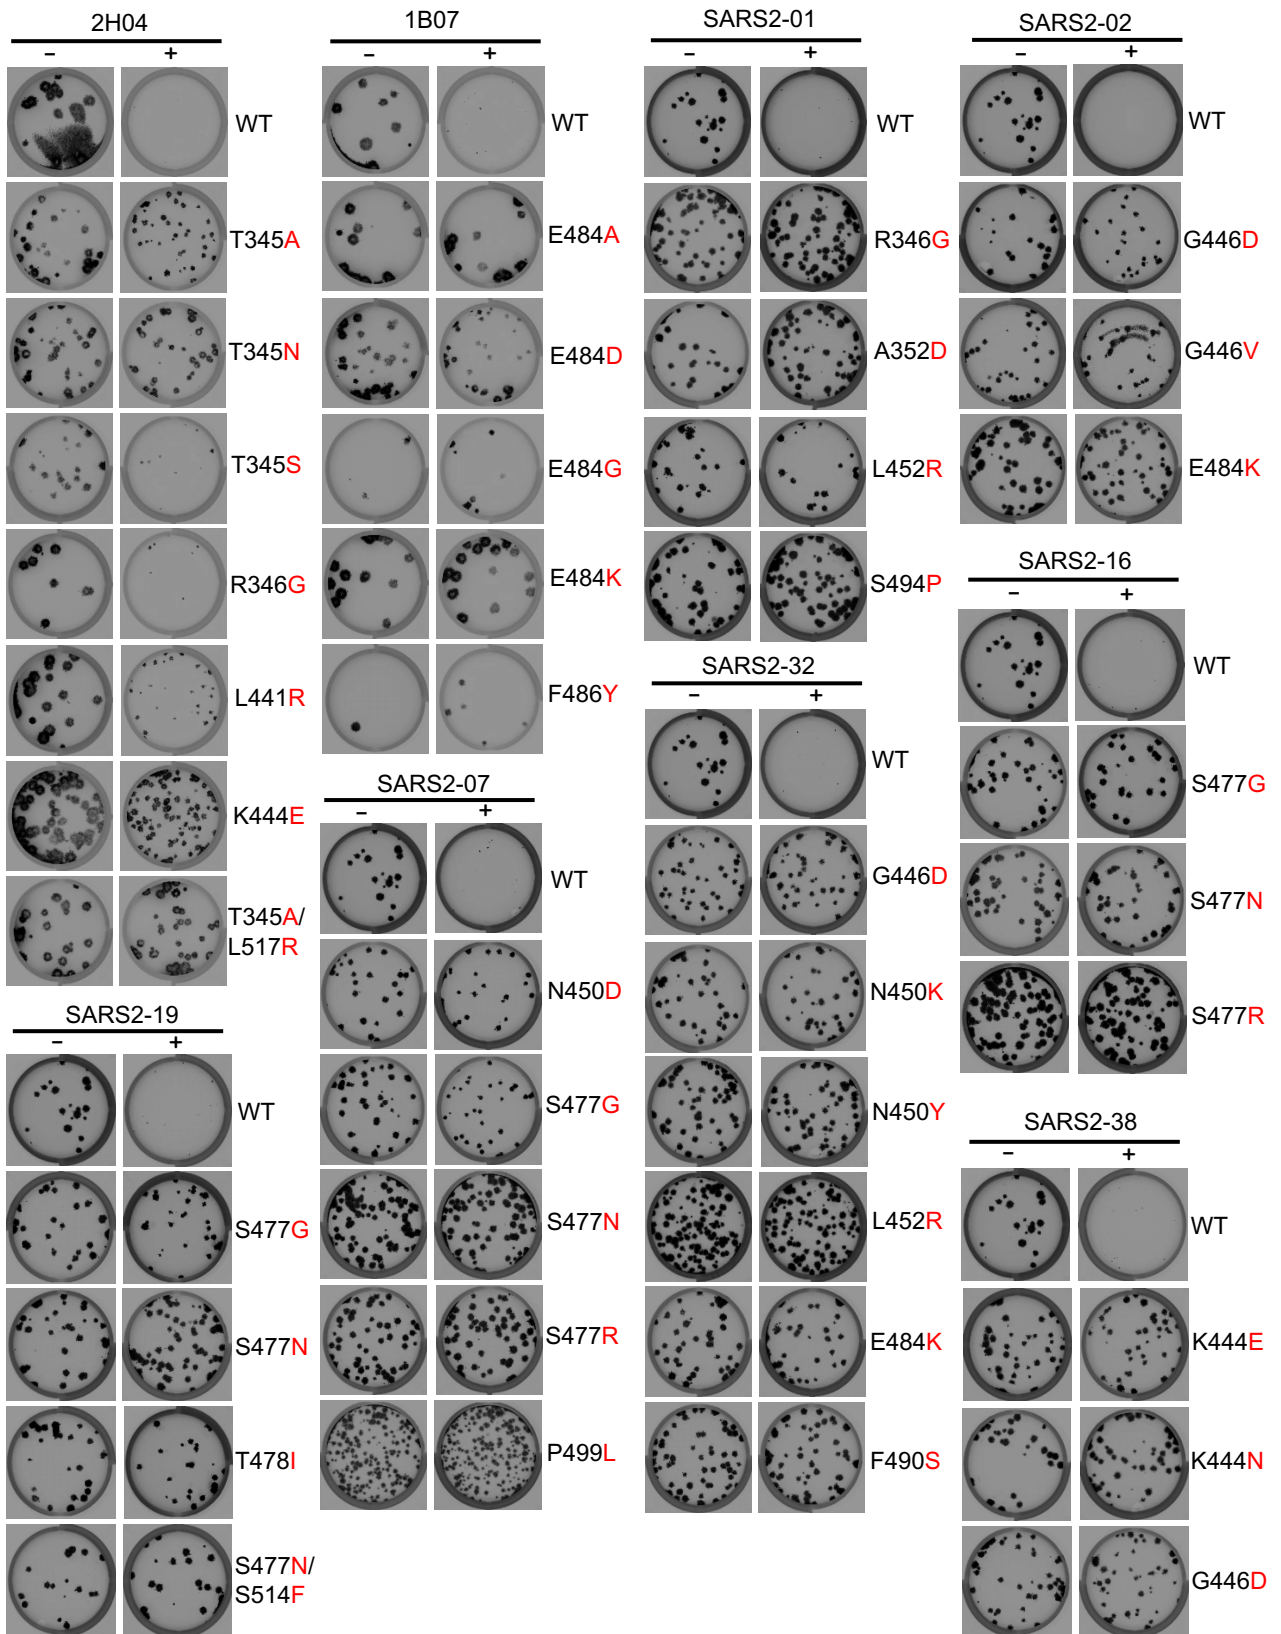 2H04
− +
WT
T345A
T345N
T345S
R346G
L441R
K444E
T345A/
L517R
SARS2-19
− +
WT
S477G
S477N
T478I
S477N/
S514F
1B07
− +
WT
E484A
E484D
E484G
E484K
F486Y
SARS2-07
− +
WT
N450D
S477G
S477N
S477R
P499L
SARS2-01
− +
WT
R346G
A352D
L452R
S494P
SARS2-32
− +
WT
G446D
N450K
N450Y
L452R
E484K
F490S
SARS2-02
− +
WT
G446D
G446V
E484K
SARS2-16
− +
WT
S477G
S477N
S477R
SARS2-38
− +
WT
K444E
K444N
G446D